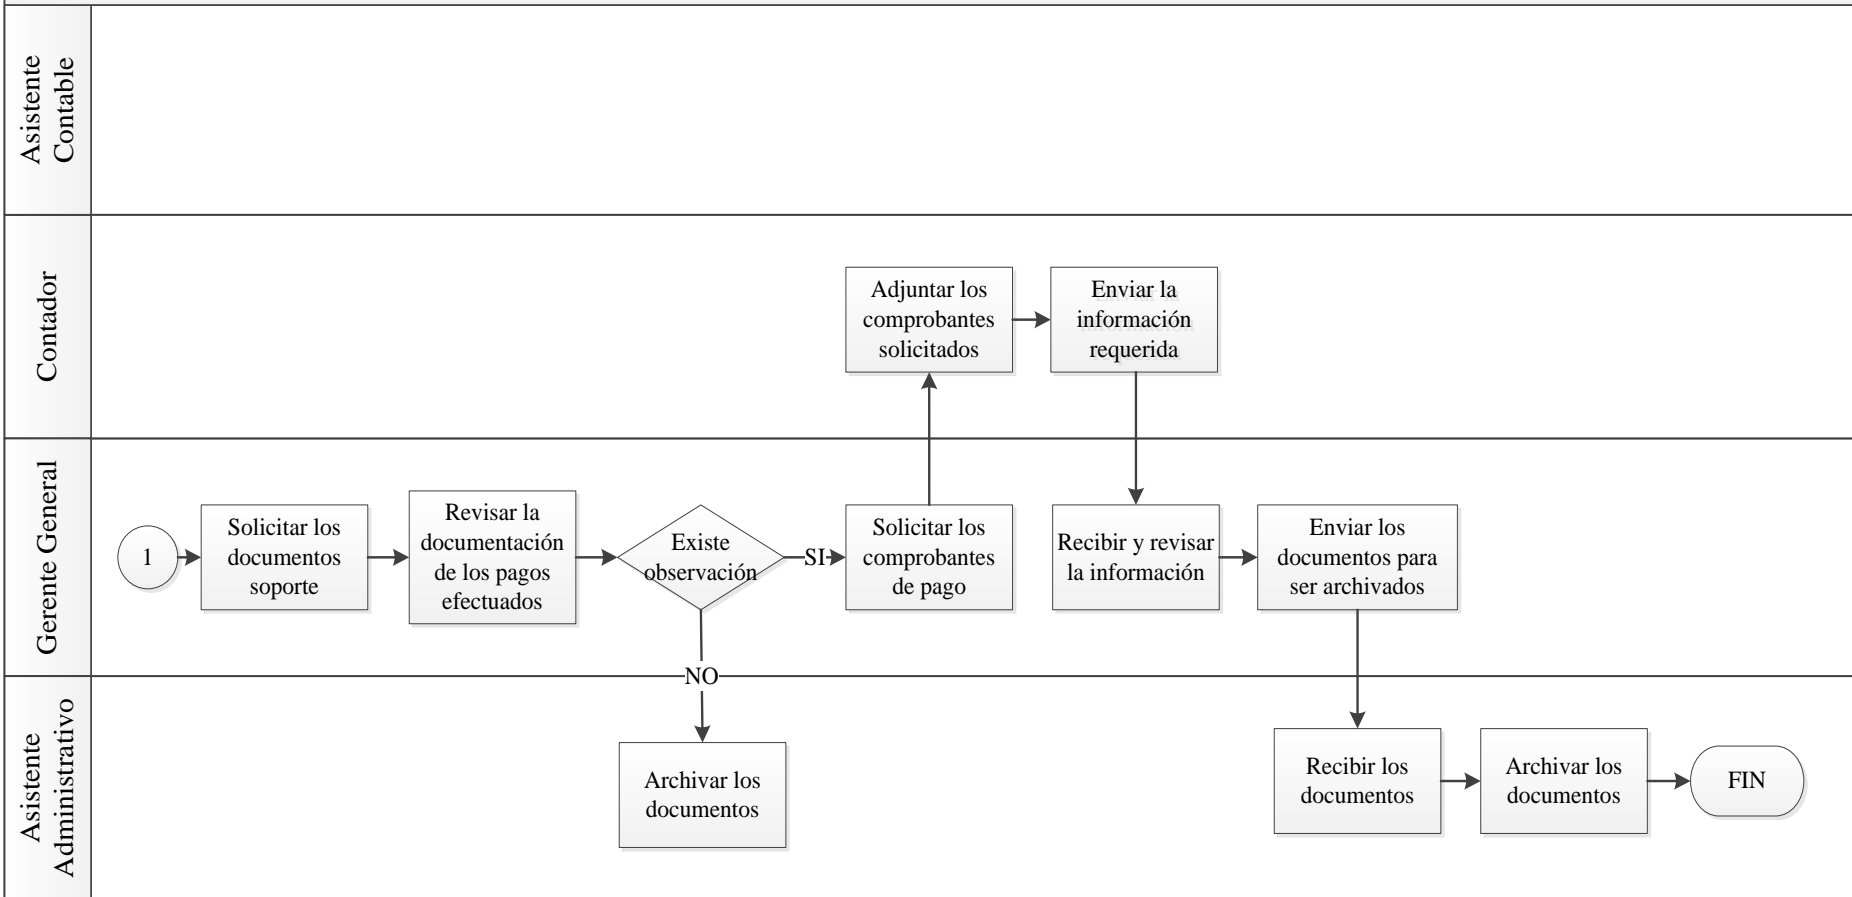 Asistente
Contable
Contador
Adjuntar los
comprobantes
solicitados
Enviar la
información
requerida
Gerente General
1
Solicitar los
documentos
soporte
Revisar la
documentación
de los pagos
efectuados
Existe
observación
SI
Solicitar los
comprobantes
de pago
Recibir y revisar
la información
Enviar los
documentos para
ser archivados
NO
Asistente
Administrativo
Archivar los
documentos
Recibir los
documentos
Archivar los
documentos
FIN